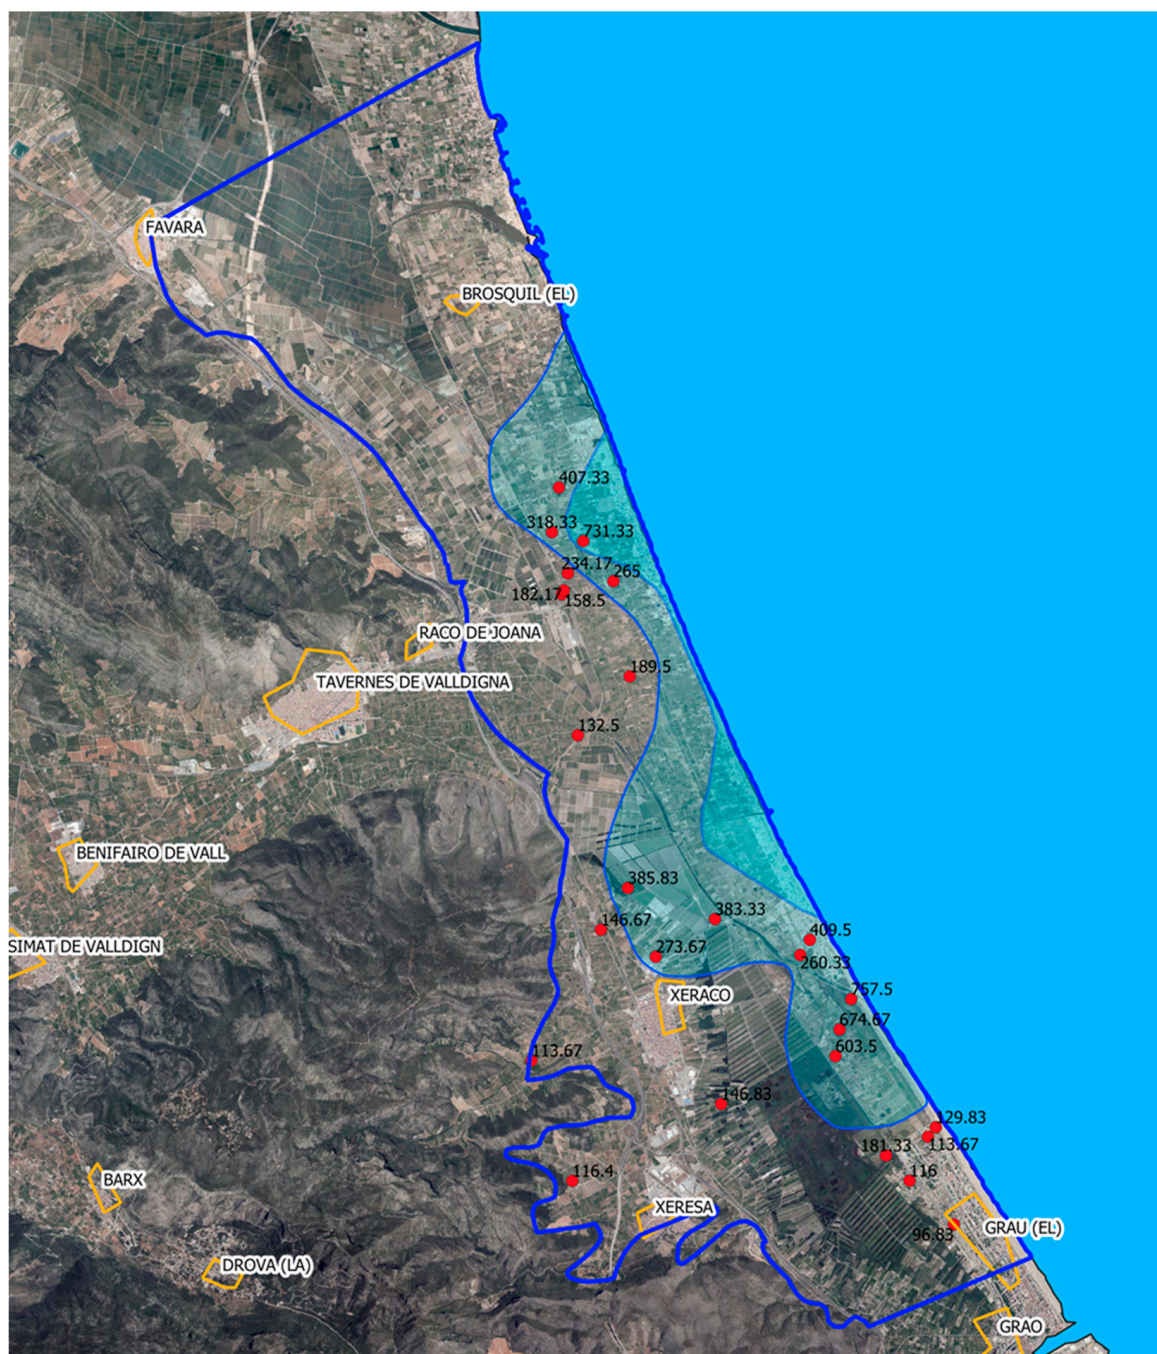 FAVARA
BROSQUIL (EL)
407.33
318.33
731.33
234.17
265
182.17
158.5
RACO DE JOANA
189.5
TAVERNES DE VALLDIGNA
132.5
BENIFAIRO DE VALL
385.83
383.33
146.67
409.5
SIMAT DE VALLDIGN
273.67
260.33
XERACO
757.5
674.67
603.5
113.67
146.83
129.83
113.67
181.33
BARX
116.4
116
XERESA
96.83
GRAU (EL)
DROVA (LA)
GRAO